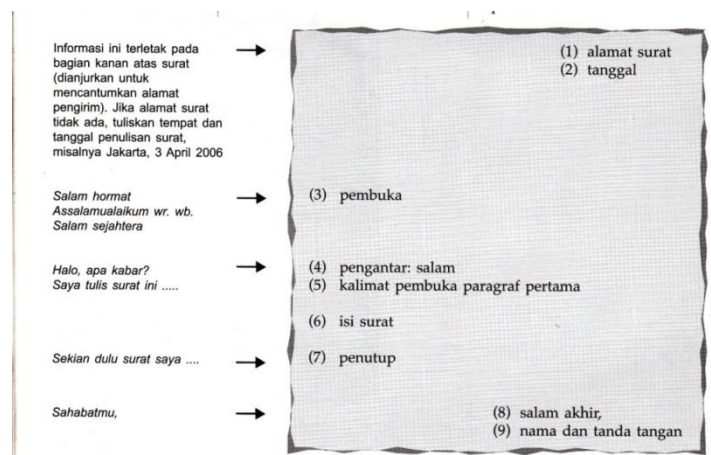 Informasi ini terletak pada
bagian kanan atas surat
(dianjurkan untuk
mencantumkan alamat
pengirim). Jika alamat surat
tidak ada, tuliskan tempat dan
tanggal penulisan surat,
misalnya Jakarta, 3 April 2006
(1) alamat surat
(2) tanggal
Salam hormat
Assalamualaikum wr. wb.
Salam sejahtera
(3) pembuka
Halo, apa kabar?
Saya tulis surat ini .....
(4) pengantar: salam
(5) kalimat pembuka paragraf pertama
(6) isi surat
Sekian dulu surat saya ....
(7) penutup
Sahabatmu,
(8) salam akhir,
(9) nama dan tanda tangan